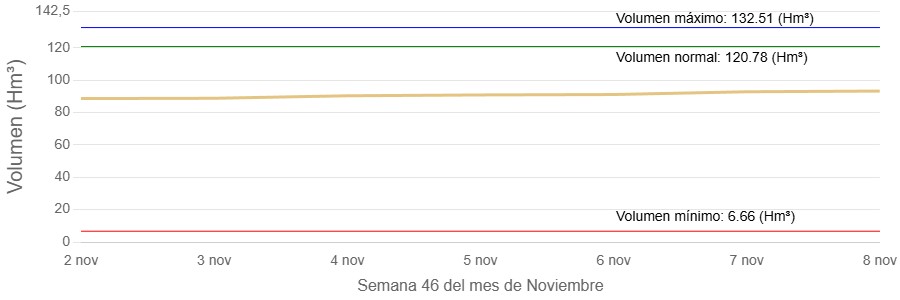 142,5
Volumen máximo: 132.51 (Hm³)
120
Volumen normal: 120.78 (Hm³)
100
80
60
40
20
Volumen mínimo: 6.66 (Hm³)
0
Volumen (Hm³)
2 nov 3 nov 4 nov 5 nov 6 nov 7 nov 8 nov
Semana 46 del mes de Noviembre